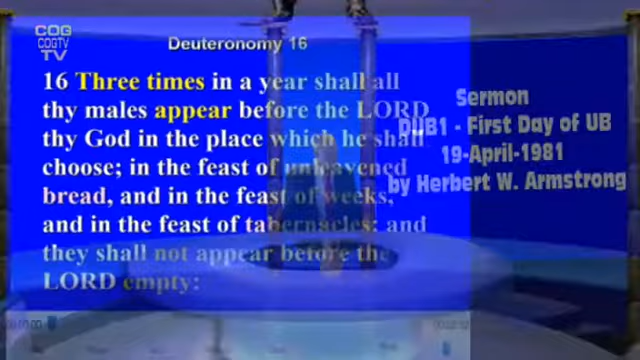 COG
COGTV
TV
Deuteronomy 16
16 Three times in a year shall all
thy males appear before the LORD
thy God in the place which he shall
choose; in the feast of unleavened
bread, and in the feast of weeks,
and in the feast of tabernacles: and
they shall not appear before the
LORD empty:
Sermon
DUB1 - First Day of UB
19-April-1981
by Herbert W. Armstrong